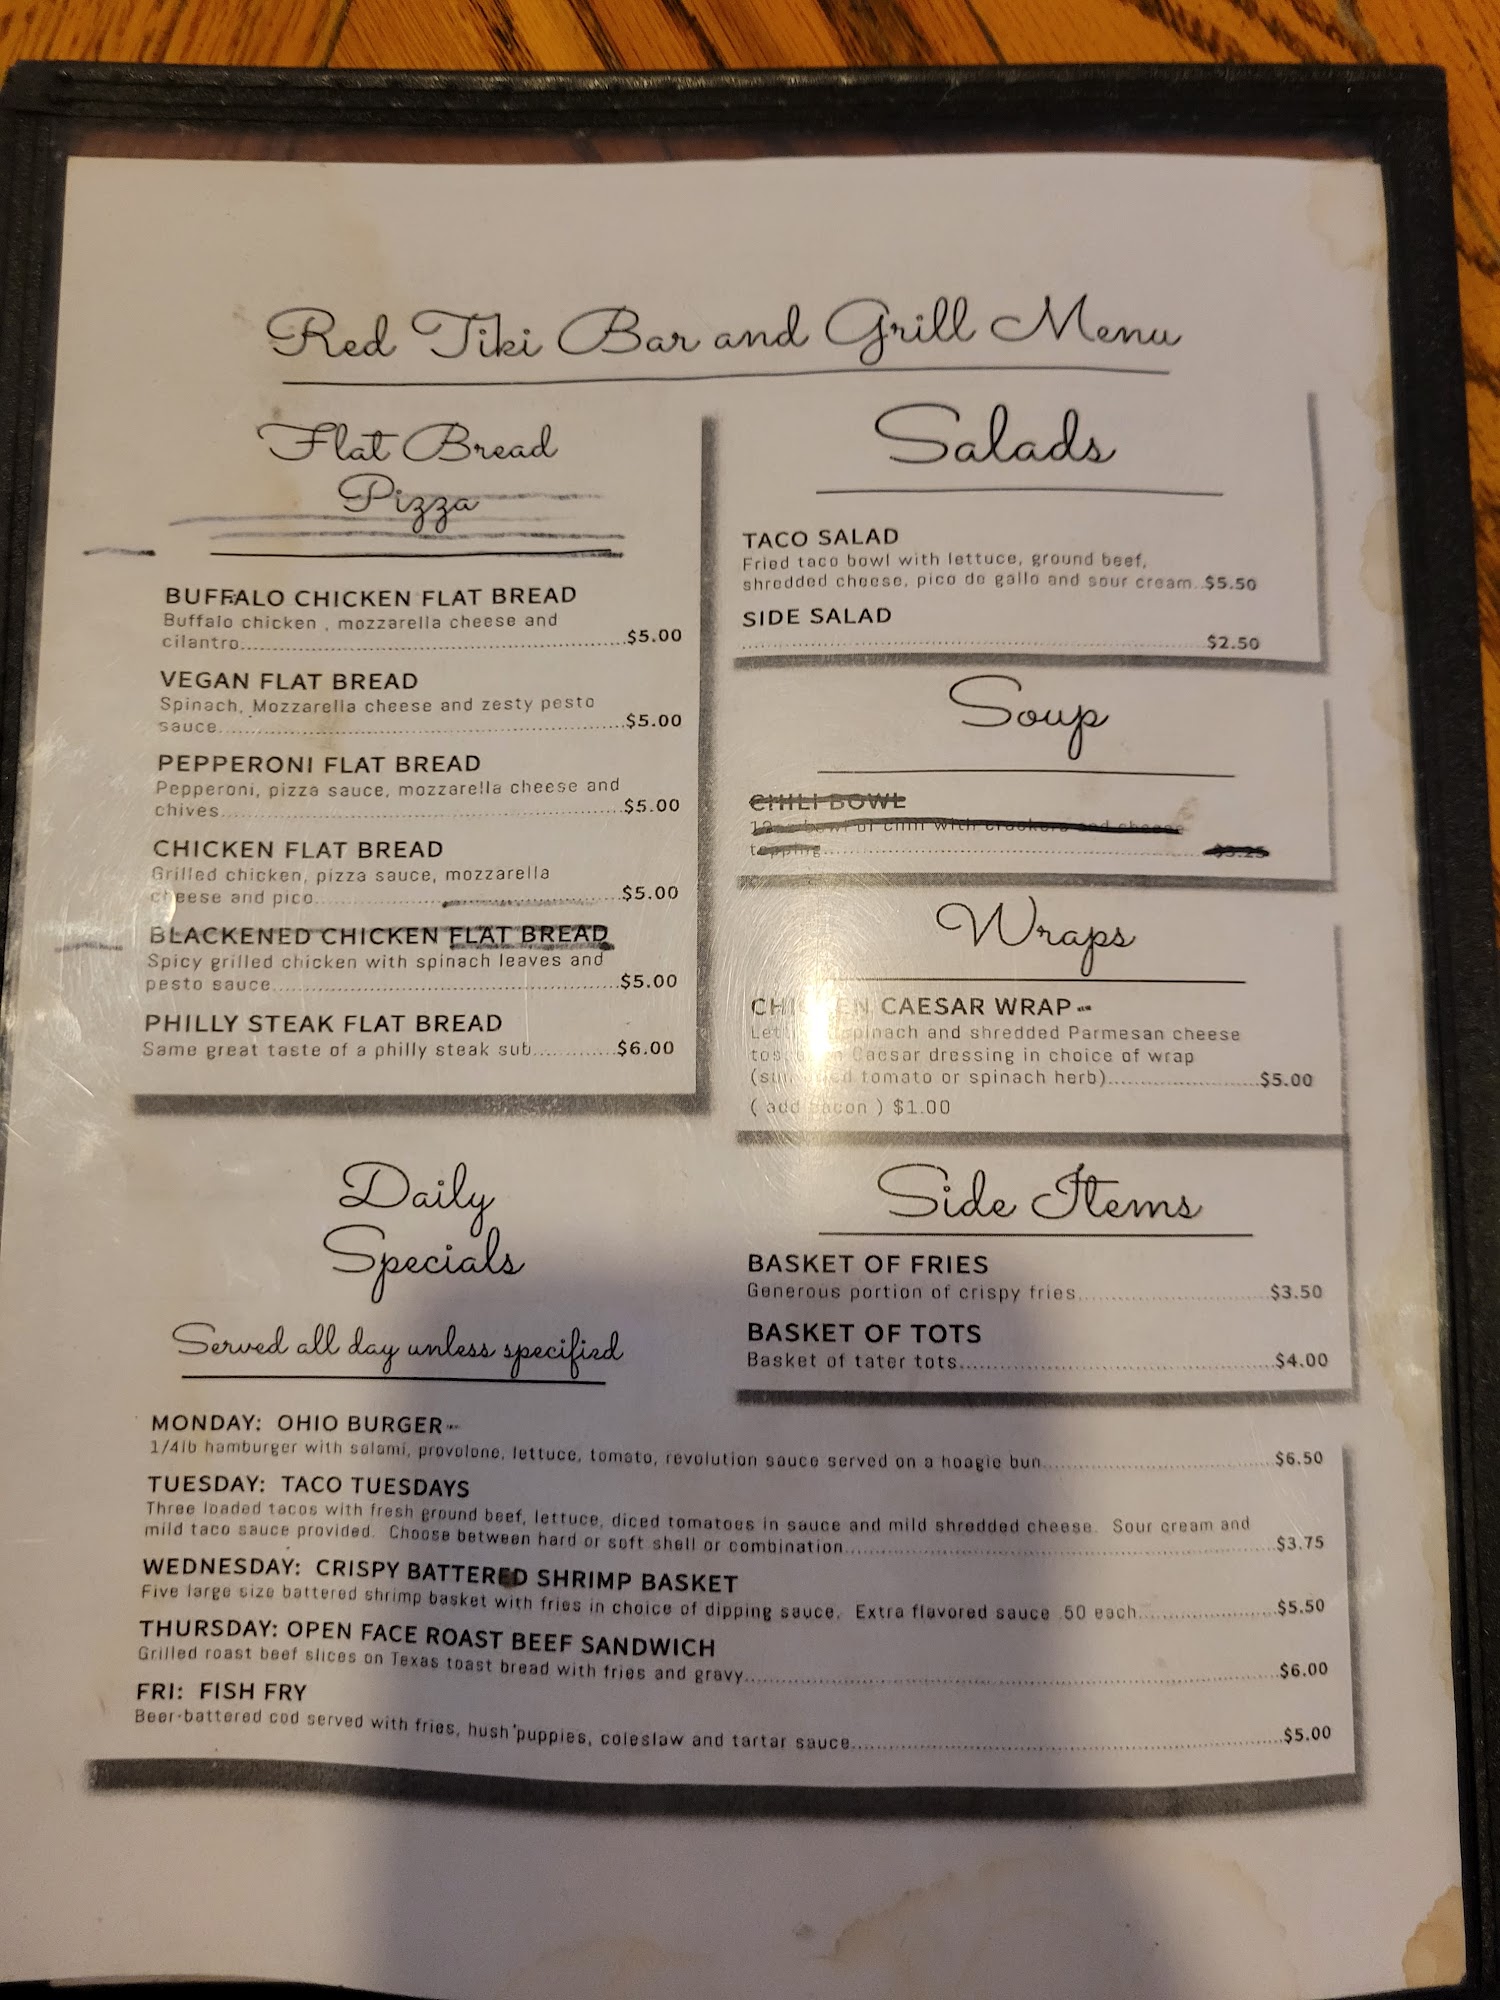 Red Tiki Bar and Grill Menu
Flat Bread
Pizza
BUFFALO CHICKEN FLAT BREAD
Buffalo chicken , mozzarella cheese and
cilantro....$5.00
VEGAN FLAT BREAD
Spinach, Mozzarella cheese and zesty pesto
sauce....$5.00
PEPPERONI FLAT BREAD
Pepperoni, pizza sauce, mozzarella cheese and
chives....$5.00
CHICKEN FLAT BREAD
Grilled chicken, pizza sauce, mozzarella
cheese and pico....$5.00
BLACKENED CHICKEN FLAT BREAD
Spicy grilled chicken with spinach leaves and
pesto sauce....$5.00
PHILLY STEAK FLAT BREAD
Same great taste of a philly steak sub....$6.00
Salads
TACO SALAD
Fried taco bowl with lettuce, ground beef,
shredded cheese, pico de gallo and sour cream..$5.50
SIDE SALAD
....$2.50
Soup
CHILI BOWL
bowl of chili with crackers and cheese
topping....$3.25
Wraps
CHICKEN CAESAR WRAP
spinach and shredded Parmesan cheese
Caesar dressing in choice of wrap
tomato or spinach herb)....$5.00
( add bacon ) $1.00
Side Items
BASKET OF FRIES
Generous portion of crispy fries....$3.50
BASKET OF TOTS
Basket of tater tots....$4.00
Daily
Specials
Served all day unless specified
MONDAY: OHIO BURGER
1/4lb hamburger with salami, provolone, lettuce, tomato, revolution sauce served on a hoagie bun....$6.50
TUESDAY: TACO TUESDAYS
Three loaded tacos with fresh ground beef, lettuce, diced tomatoes in sauce and mild shredded cheese. Sour cream and
mild taco sauce provided. Choose between hard or soft shell or combination....$3.75
WEDNESDAY: CRISPY BATTERED SHRIMP BASKET
Five large size battered shrimp basket with fries in choice of dipping sauce. Extra flavored sauce .50 each....$5.50
THURSDAY: OPEN FACE ROAST BEEF SANDWICH
Grilled roast beef slices on Texas toast bread with fries and gravy....$6.00
FRI: FISH FRY
Beer-battered cod served with fries, hush puppies, coleslaw and tartar sauce....$5.00